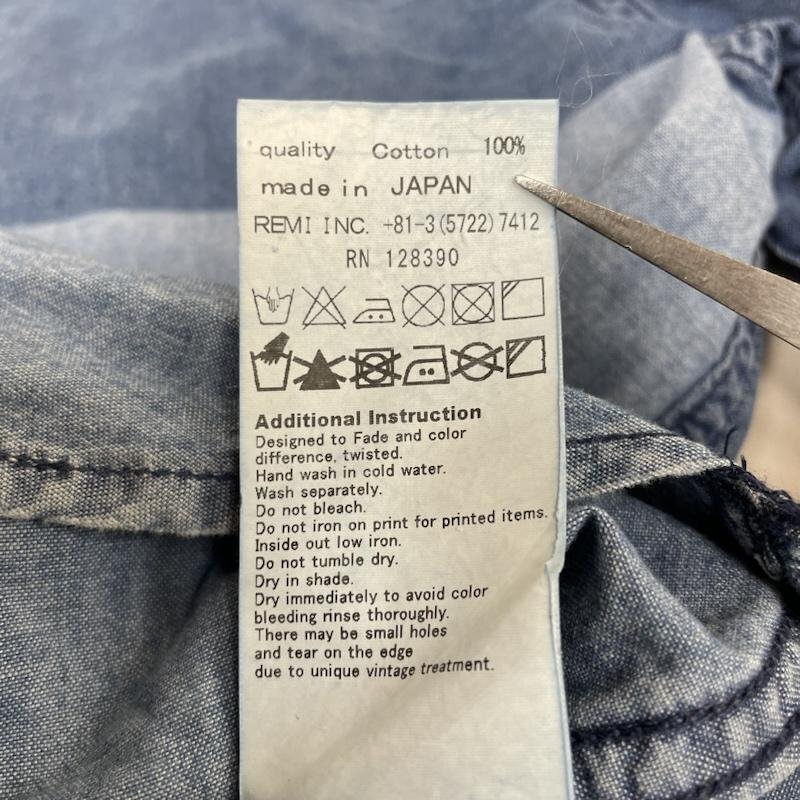 quality Cotton 100%
made in JAPAN
REMI INC. +81-3(5722)7412
RN 128390
Additional Instruction
Designed to Fade and color
difference, twisted.
Hand wash in cold water.
Wash separately.
Do not bleach.
Do not iron on print for printed items.
Inside out low iron.
Do not tumble dry.
Dry in shade.
Dry immediately to avoid color
bleeding rinse thoroughly.
There may be small holes
and tear on the edge
due to unique vintage treatment.